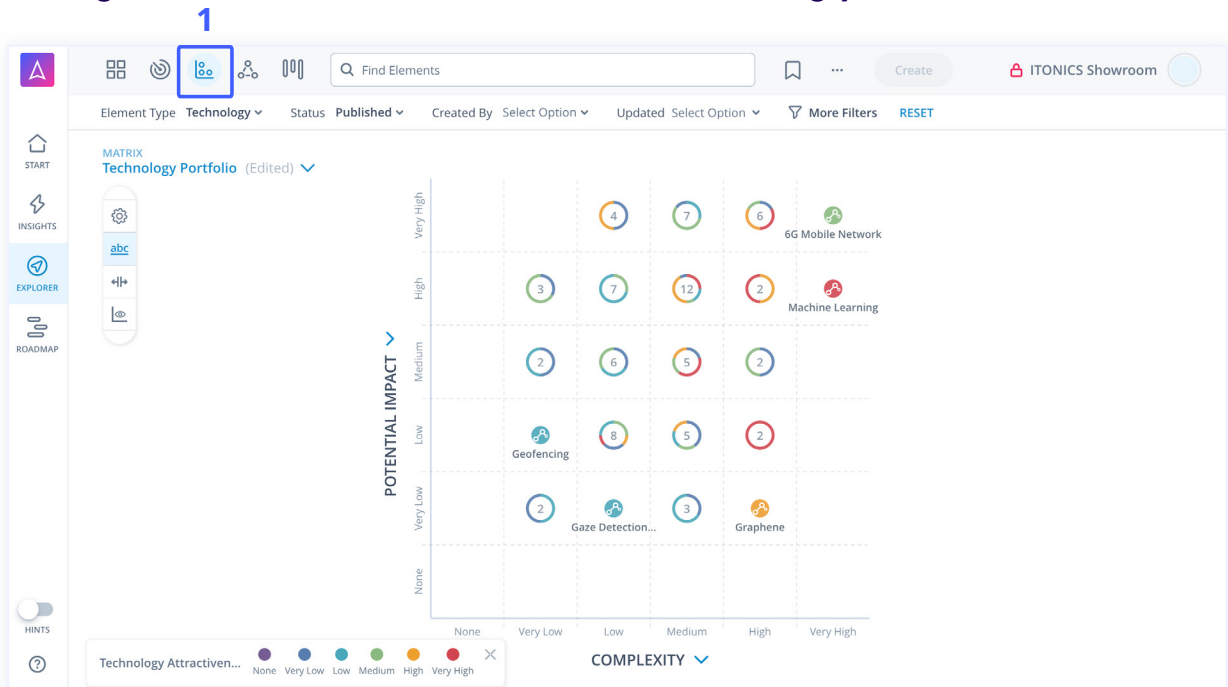 1
Find Elements
...
Create
ITONICS Showroom
Element Type Technology Status Published Created By Select Option Updated Select Option More Filters RESET
START
INSIGHTS
EXPLORER
ROADMAP
HINTS
MATRIX
Technology Portfolio (Edited)
abc
POTENTIAL IMPACT
Very High
4
7
6
6G Mobile Network
High
3
7
12
2
Machine Learning
Medium
2
6
5
2
Low
Geofencing
8
5
2
Very Low
2
Gaze Detection...
3
Graphene
None
None Very Low Low Medium High Very High
COMPLEXITY
Technology Attractiven...
None Very Low Low Medium High Very High